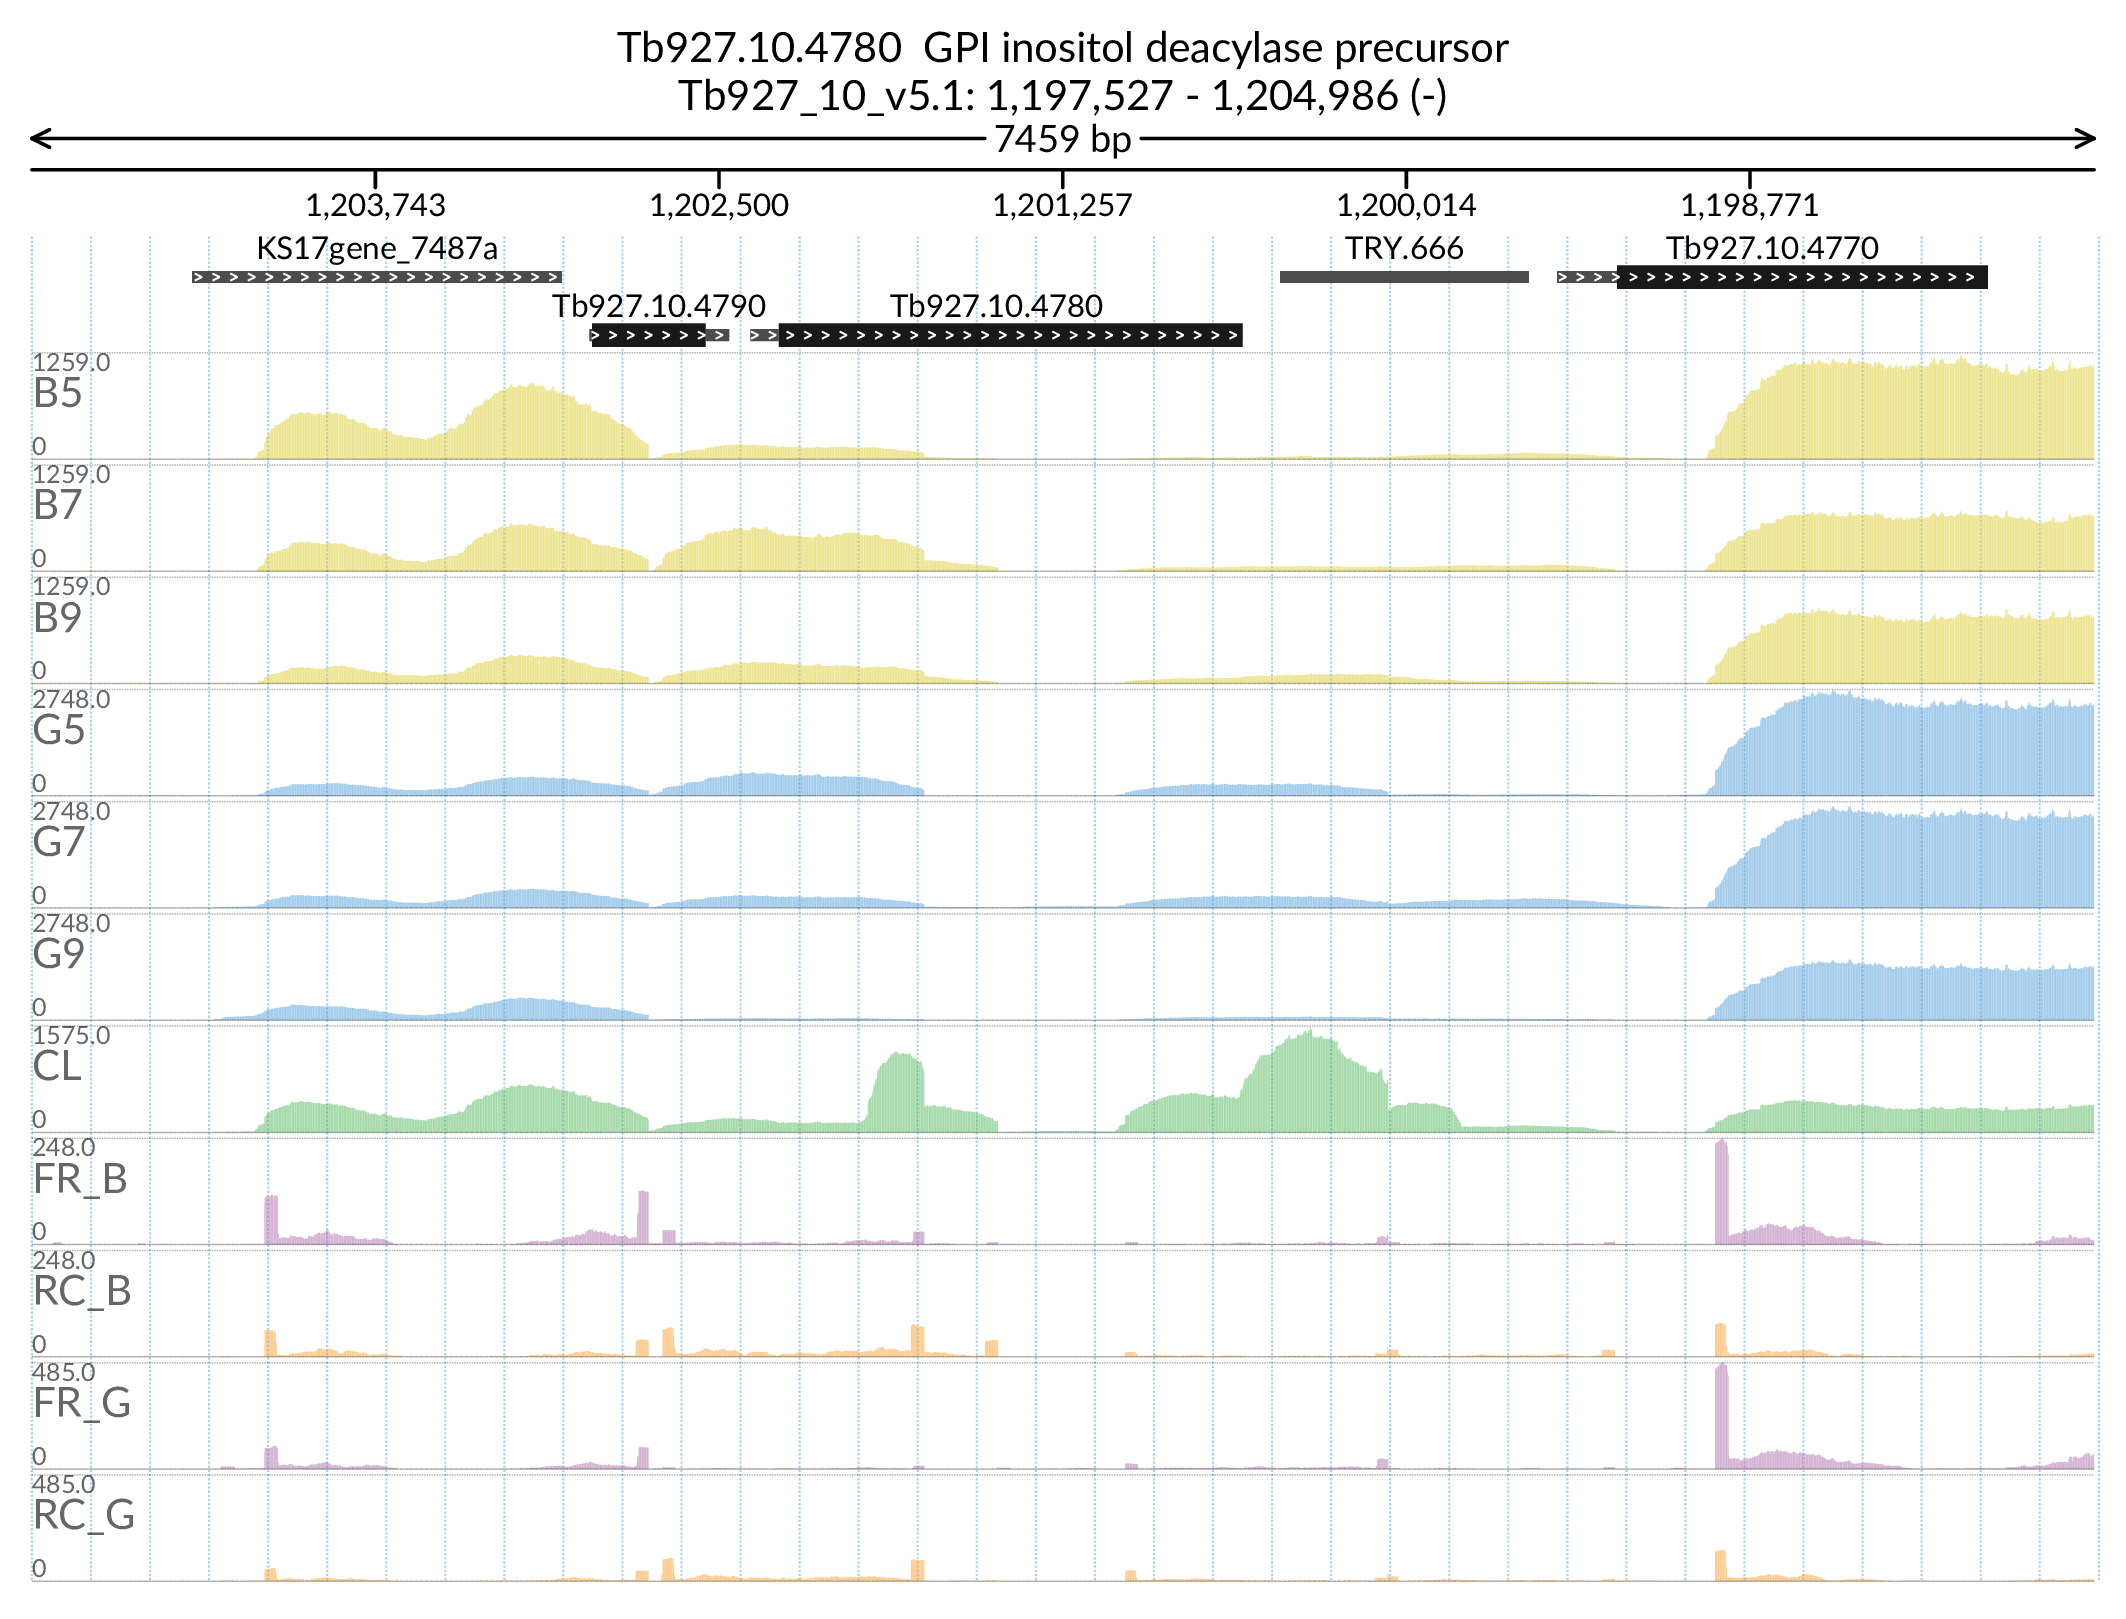 Tb927.10.4780  GPI inositol deacylase precursor
Tb927_10_v5.1: 1,197,527 - 1,204,986 (-)
7459 bp
1,203,743 1,202,500 1,201,257 1,200,014 1,198,771
KS17gene_7487a TRY.666 Tb927.10.4770
Tb927.10.4790 Tb927.10.4780
1259.0
B5
0
1259.0
B7
0
1259.0
B9
0
2748.0
G5
0
2748.0
G7
0
2748.0
G9
0
1575.0
CL
0
248.0
FR_B
0
248.0
RC_B
0
485.0
FR_G
0
485.0
RC_G
0